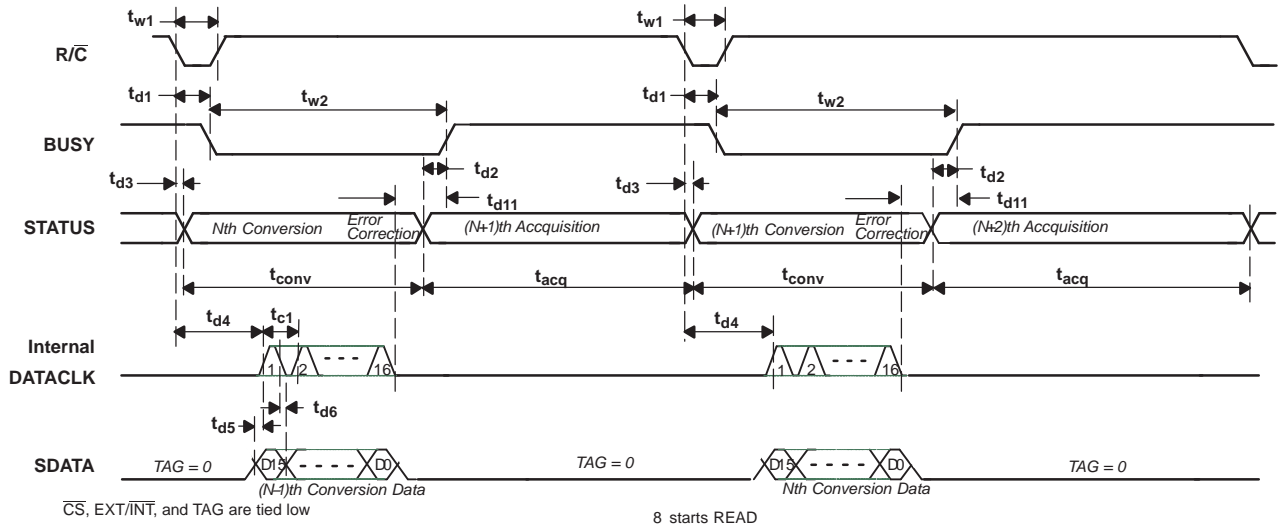 tw1 tw1
R/C̅
td1 tw2 td1 tw2
BUSY
td3 td2 td3 td2
td11 td11
STATUS Nth Conversion Error Correction (N+1)th Accquisition (N+1)th Conversion Error Correction (N+2)th Accquisition
tconv tacq tconv tacq
td4 tc1 td4
Internal DATACLK 1 2 16 1 2 16
td5 td6
SDATA TAG = 0 D15 D0 TAG = 0 D15 D0 TAG = 0
(N-1)th Conversion Data Nth Conversion Data
C̅S̅, EXT/I̅N̅T̅, and TAG are tied low
8 starts READ